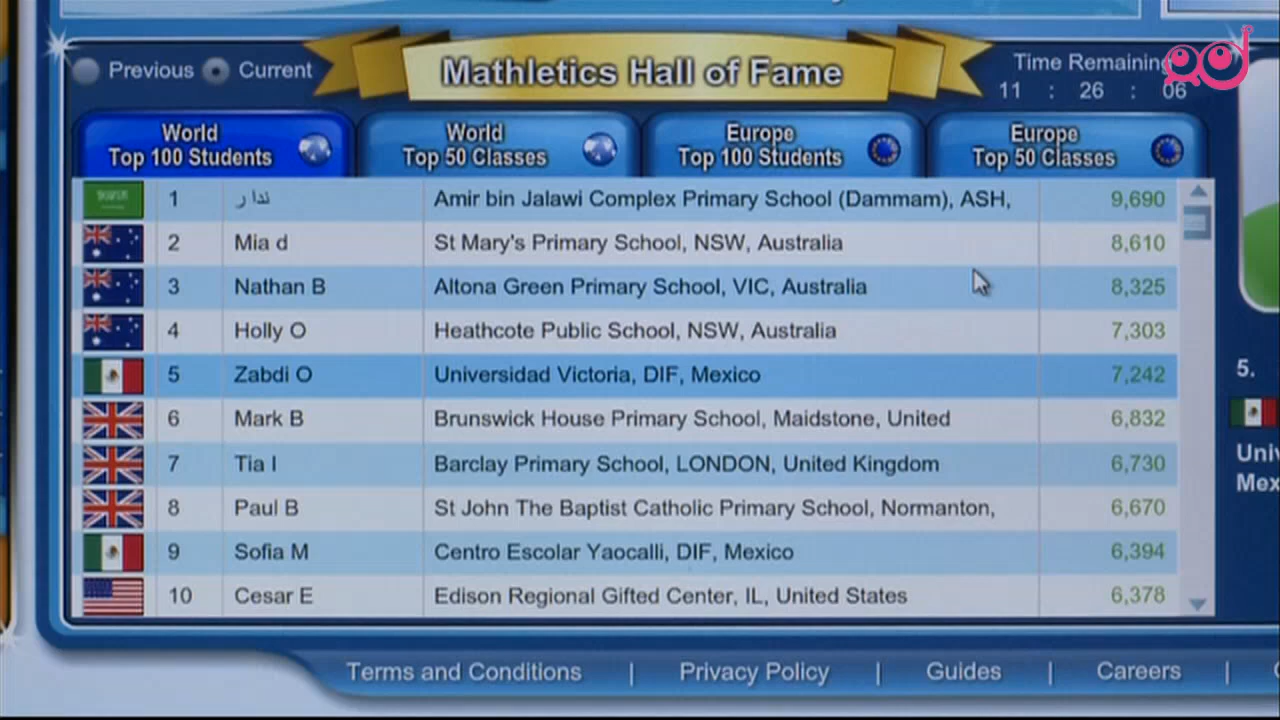 Previous
Current
Mathletics Hall of Fame
Time Remaining
11 : 26 : 06
World
Top 100 Students
World
Top 50 Classes
Europe
Top 100 Students
Europe
Top 50 Classes
1 ندا ر Amir bin Jalawi Complex Primary School (Dammam), ASH, 9,690
2 Mia d St Mary's Primary School, NSW, Australia 8,610
3 Nathan B Altona Green Primary School, VIC, Australia 8,325
4 Holly O Heathcote Public School, NSW, Australia 7,303
5 Zabdi O Universidad Victoria, DIF, Mexico 7,242
6 Mark B Brunswick House Primary School, Maidstone, United 6,832
7 Tia I Barclay Primary School, LONDON, United Kingdom 6,730
8 Paul B St John The Baptist Catholic Primary School, Normanton, 6,670
9 Sofia M Centro Escolar Yaocalli, DIF, Mexico 6,394
10 Cesar E Edison Regional Gifted Center, IL, United States 6,378
5.
Terms and Conditions | Privacy Policy | Guides | Careers |